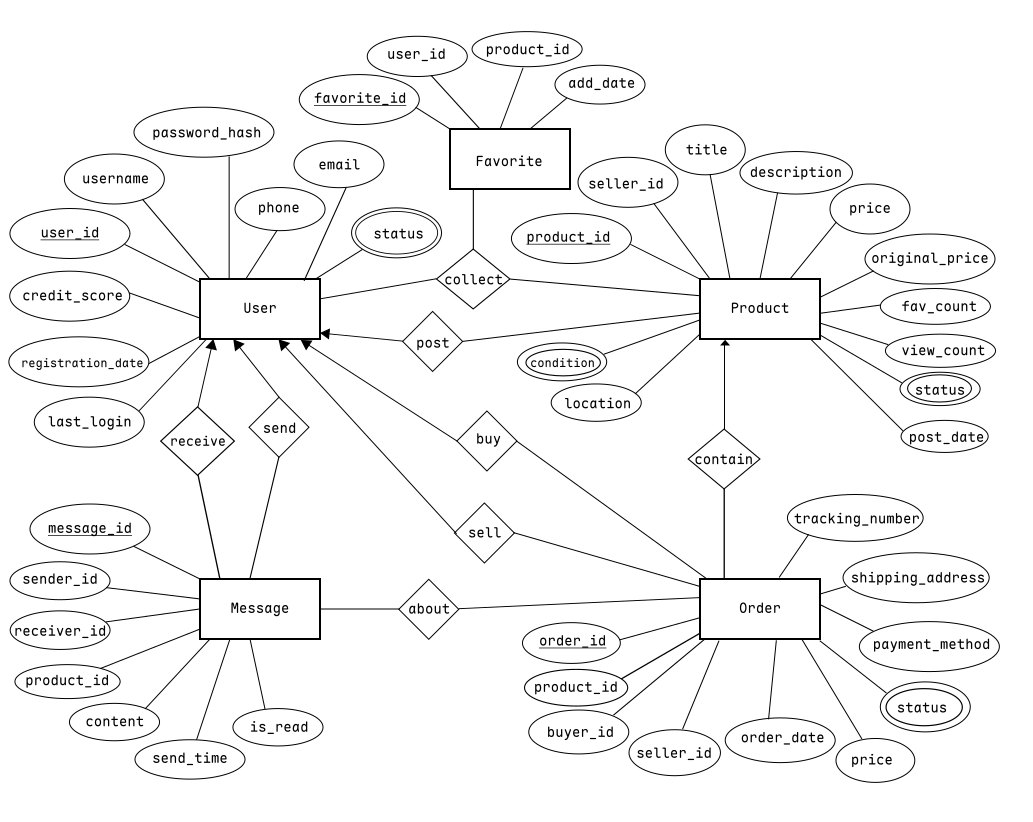 user_id
product_id
favorite_id
add_date
Favorite
password_hash
email
title
username
seller_id
description
phone
price
user_id
status
product_id
original_price
credit_score
User
collect
Product
fav_count
registration_date
post
condition
view_count
status
location
last_login
receive
send
buy
contain
post_date
message_id
sell
tracking_number
sender_id
shipping_address
receiver_id
Message
about
Order
order_id
payment_method
product_id
product_id
status
content
is_read
buyer_id
send_time
seller_id
order_date
price